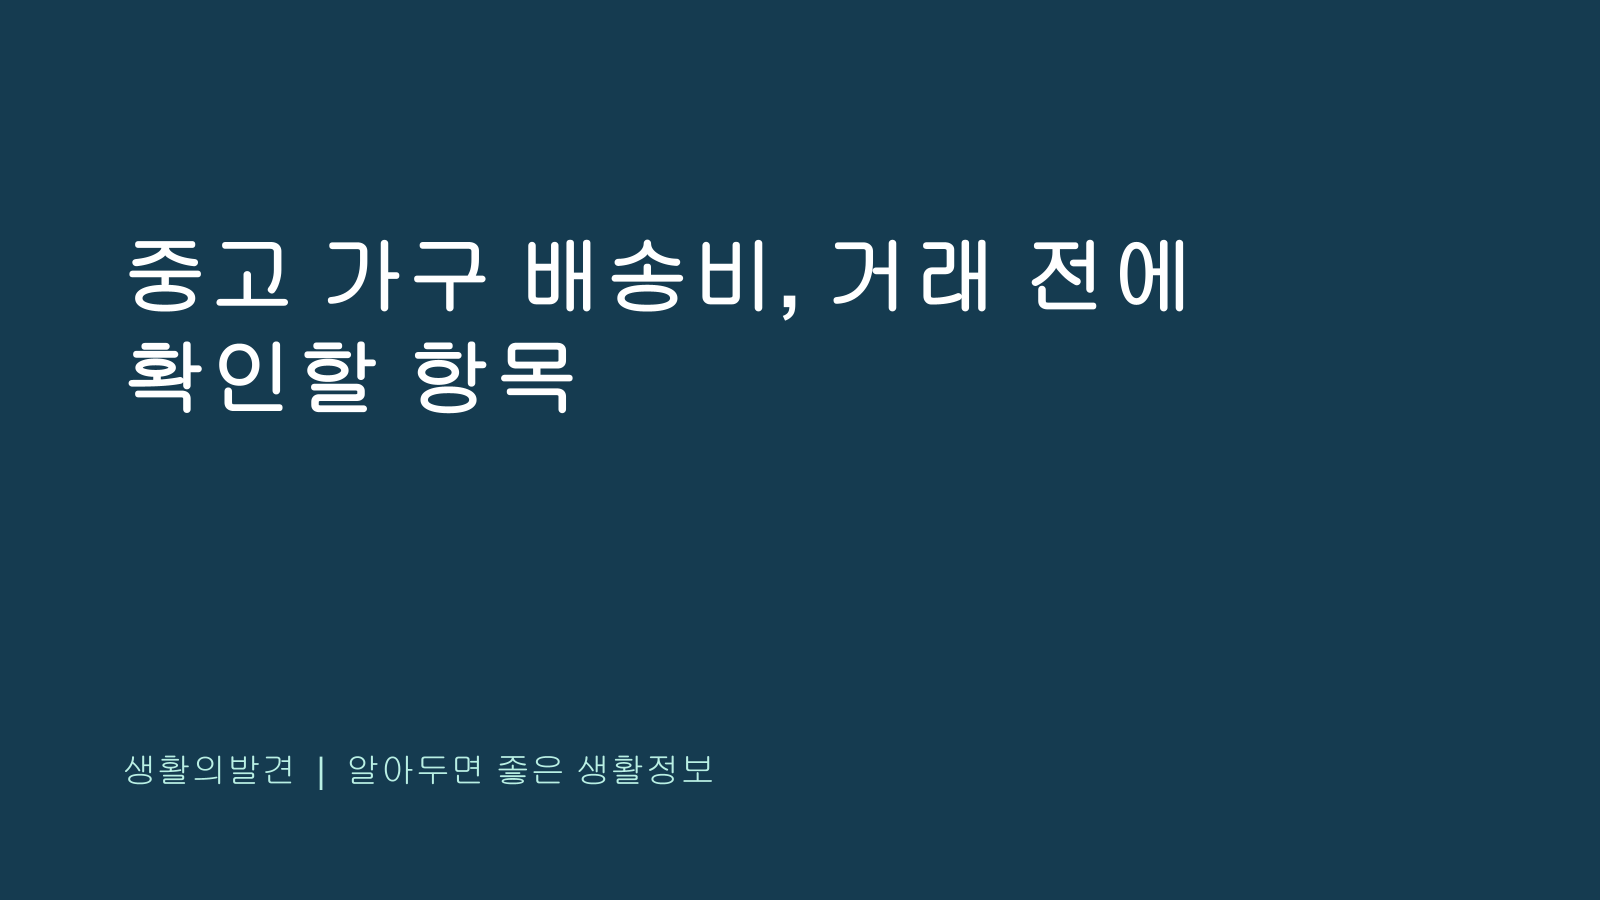 중고 가구 배송비, 거래 전에
확인할 항목
생활의발견 | 알아두면 좋은 생활정보